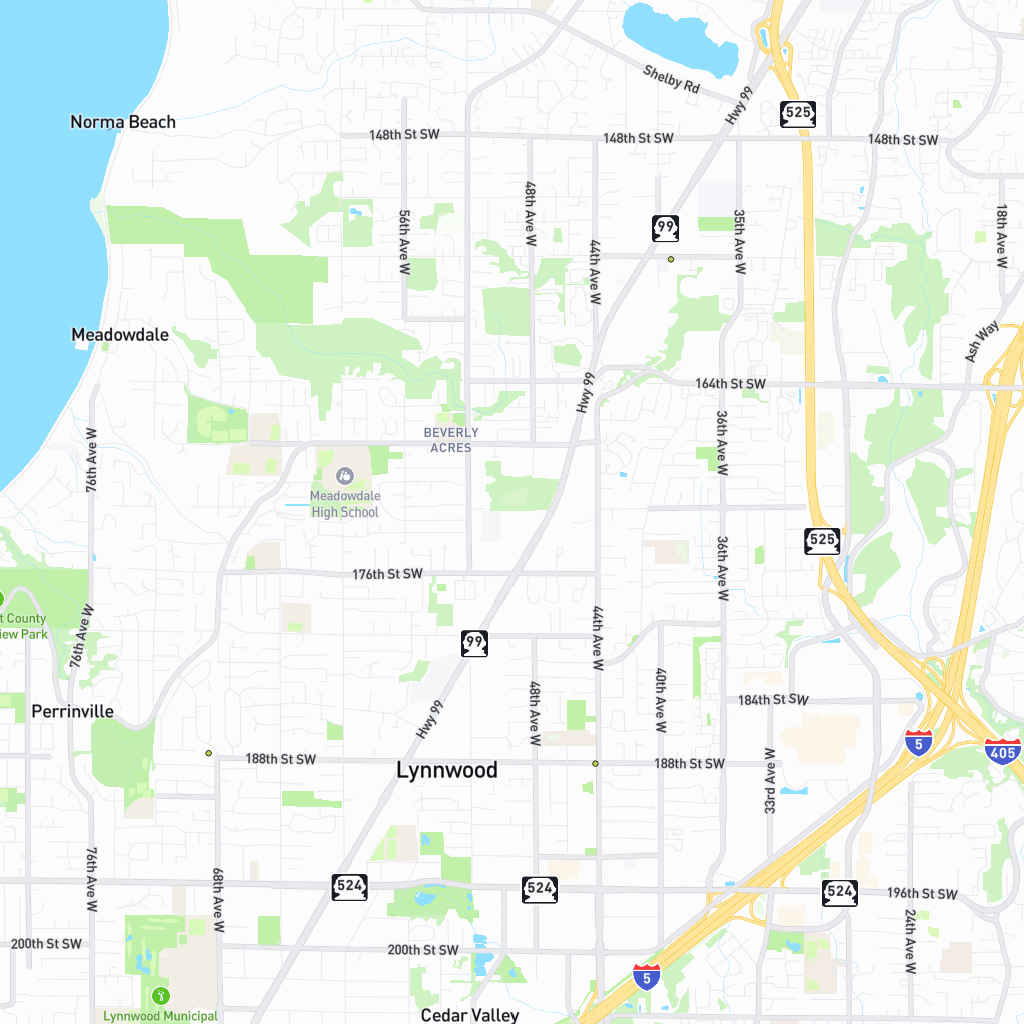 Shelby Rd
Hwy 99
525
Norma Beach
148th St SW
148th St SW
148th St SW
48th Ave W
56th Ave W
99
35th Ave W
18th Ave W
44th Ave W
Meadowdale
Ash Way
164th St SW
Hwy 99
BEVERLY
ACRES
36th Ave W
76th Ave W
Meadowdale
High School
525
36th Ave W
176th St SW
t County
iew Park
76th Ave W
99
44th Ave W
40th Ave W
48th Ave W
184th St SW
Perrinville
Hwy 99
5
405
188th St SW
Lynnwood
188th St SW
33rd Ave W
76th Ave W
68th Ave W
524
524
524
196th St SW
24th Ave W
200th St SW
200th St SW
5
Lynnwood Municipal
Cedar Valley